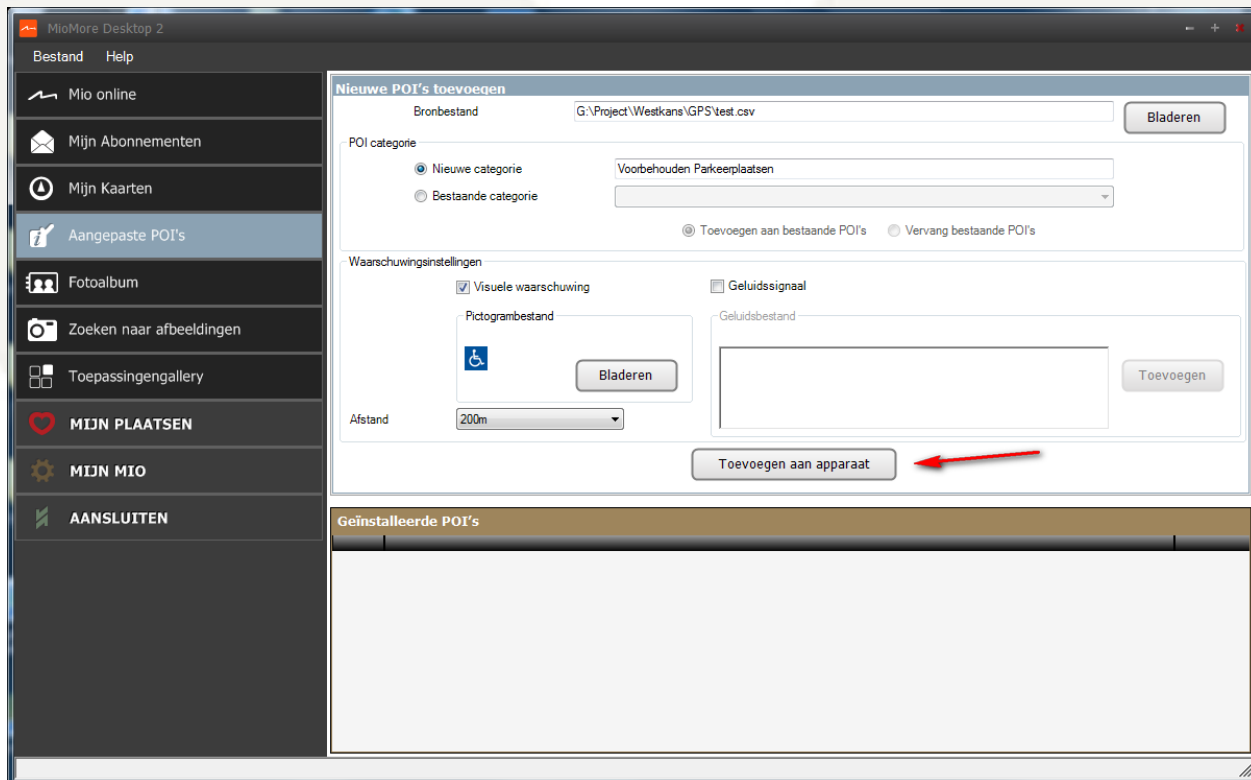 MioMore Desktop 2
Bestand Help
Mio online
Mijn Abonnementen
Mijn Kaarten
Aangepaste POI's
Fotoalbum
Zoeken naar afbeeldingen
Toepassingengallery
MIJN PLAATSEN
MIJN MIO
AANSLUITEN
Nieuwe POI's toevoegen
Bronbestand G:\Project\Westkans\GPS\test.csv Bladeren
POI categorie
Nieuwe categorie Voorbehouden Parkeerplaatsen
Bestaande categorie
Toevoegen aan bestaande POI's Vervang bestaande POI's
Waarschuwingsinstellingen
Visuele waarschuwing Geluidssignaal
Pictogrambestand Geluidsbestand
Bladeren Toevoegen
Afstand 200m
Toevoegen aan apparaat
Geïnstalleerde POI's